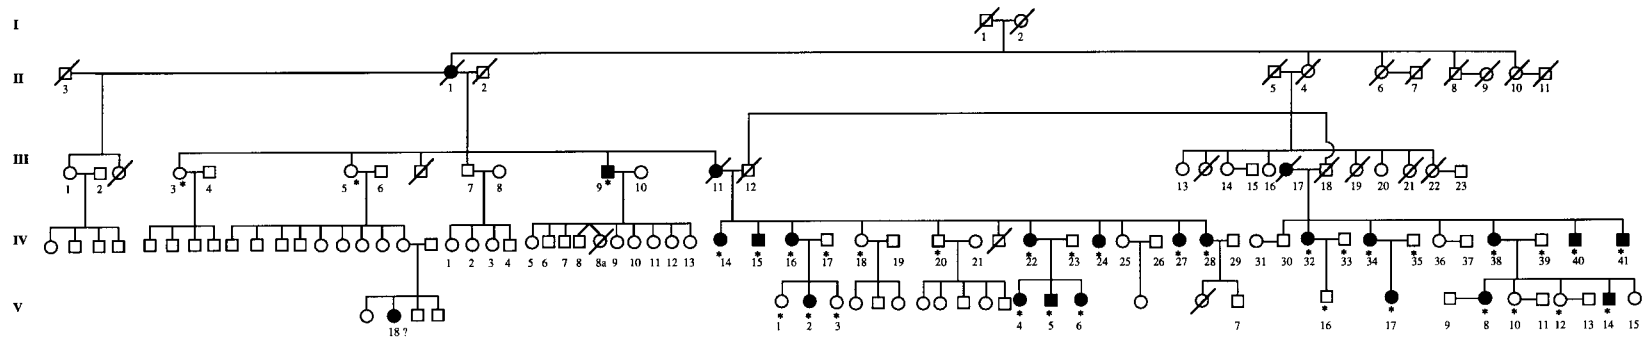 I
1 2
II
3 1 2 5 4 6 7 8 9 10 11
III
1 2 3 * 4 5 * 6 7 8 9 * 10 11 12 13 14 15 16 17 18 19 20 21 22 23
IV
1 2 3 4 5 6 7 8 8a 9 10 11 12 13 * 14 * 15 * 16 * 17 * 18 19 * 20 21 * 22 * 23 * 24 25 26 * 27 * 28 29 31 30 * 32 * 33 * 34 * 35 36 37 * 38 * 39 * 40 * 41
V
18 ? * 1 * 2 * 3 * 4 * 5 * 6 7 * 16 * 17 9 * 8 * 10 11 * 12 13 * 14 15